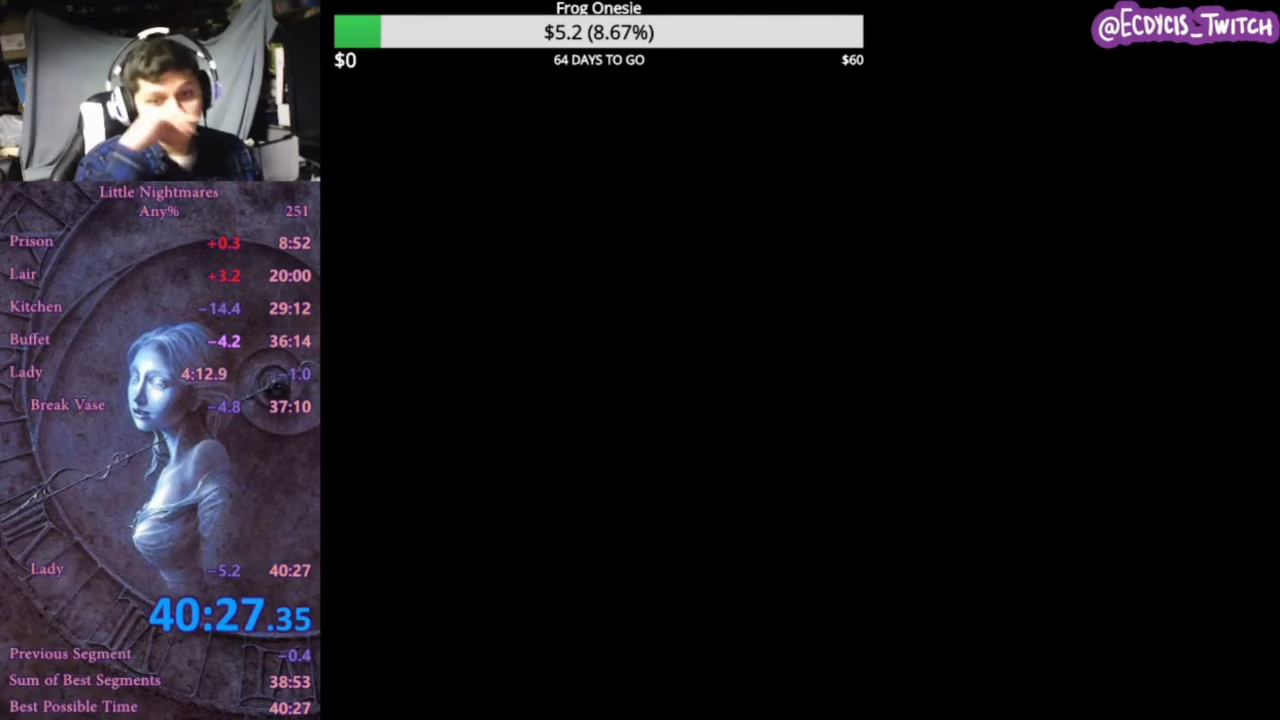 Frog Onesie
$5.2 (8.67%)
$0 64 DAYS TO GO $60
@ECDYCIS_TWITCH
Little Nightmares
Any% 251
Prison +0.3 8:52
Lair +3.2 20:00
Kitchen −14.4 29:12
Buffet −4.2 36:14
Lady 4:12.9 −1.0
Break Vase −4.8 37:10
Lady −5.2 40:27
40:27.35
Previous Segment −0.4
Sum of Best Segments 38:53
Best Possible Time 40:27